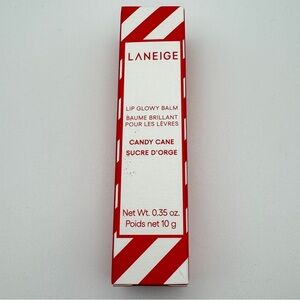 LANEIGE
LIP GLOWY BALM
BAUME BRILLANT
POUR LES LÈVRES
CANDY CANE
SUCRE D'ORGE
Net Wt. 0.35 oz.
Poids net 10 g